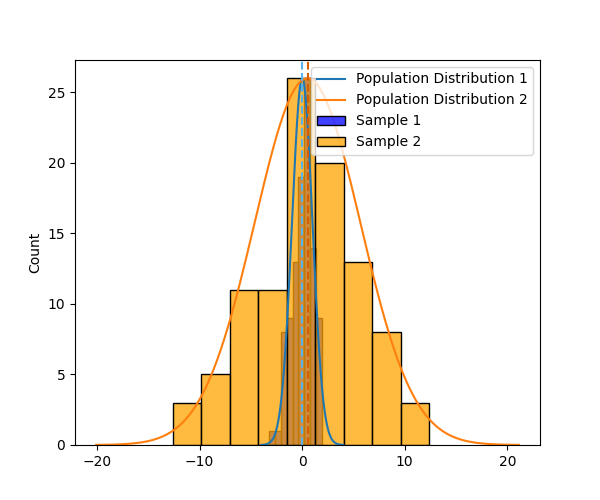 Population Distribution 1
Population Distribution 2
Sample 1
Sample 2
Count
25
20
15
10
5
0
−20
−10
0
10
20